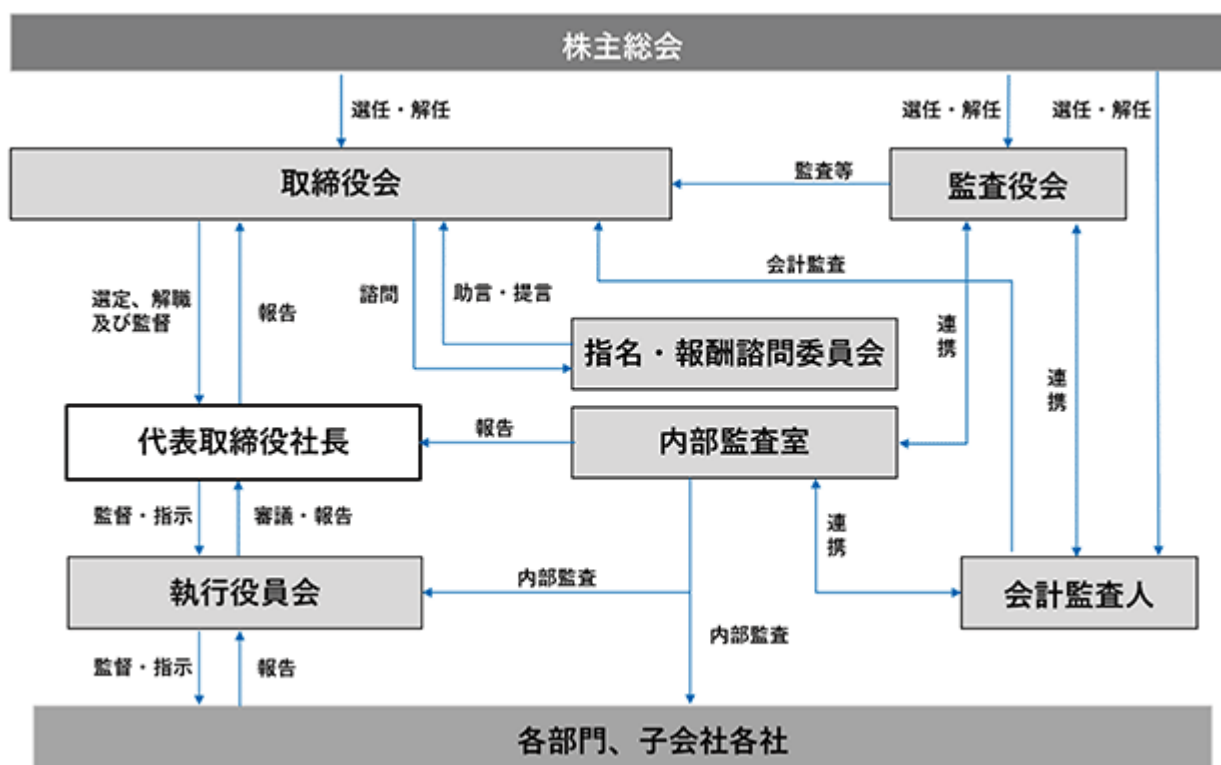 株主総会
選任・解任
選任・解任
選任・解任
取締役会
監査等
監査役会
会計監査
選定、解職
及び監督
報告
諮問
助言・提言
連携
指名・報酬諮問委員会
連携
代表取締役社長
報告
内部監査室
監督・指示
審議・報告
連携
執行役員会
内部監査
会計監査人
内部監査
監督・指示
報告
各部門、子会社各社